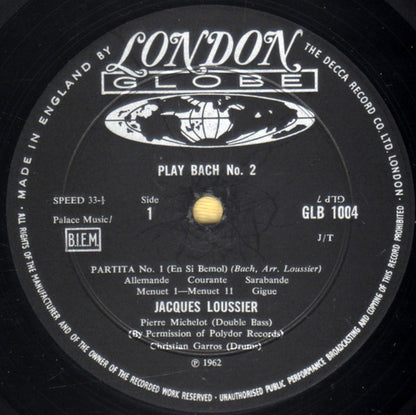 LONDON
GLOBE
MADE IN ENGLAND BY
THE DECCA RECORD CO. LTD. LONDON.
PLAY BACH No. 2
SPEED 33-⅓
Side
1
GLP 7
GLB 1004
Palace Music/
B.I.E.M.
J/T
PARTITA No. 1 (En Si Bemol) (Bach, Arr. Loussier)
Allemande Courante Sarabande
Menuet 1—Menuet 11 Gigue
JACQUES LOUSSIER
Pierre Michelot (Double Bass)
(By Permission of Polydor Records)
Christian Garros (Drums)
℗ 1962
ALL RIGHTS OF THE MANUFACTURER AND OF THE OWNER OF THE RECORDED WORK RESERVED · UNAUTHORISED PUBLIC PERFORMANCE BROADCASTING AND COPYING OF THIS RECORD PROHIBITED